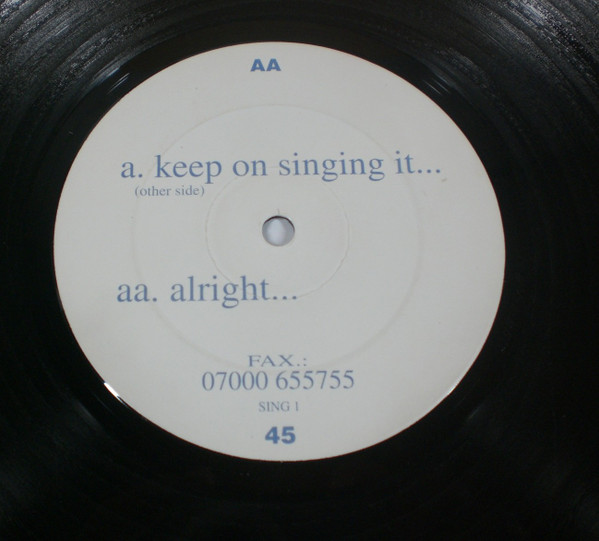 AA
a. keep on singing it...
(other side)
aa. alright...
FAX.:
07000 655755
SING 1
45